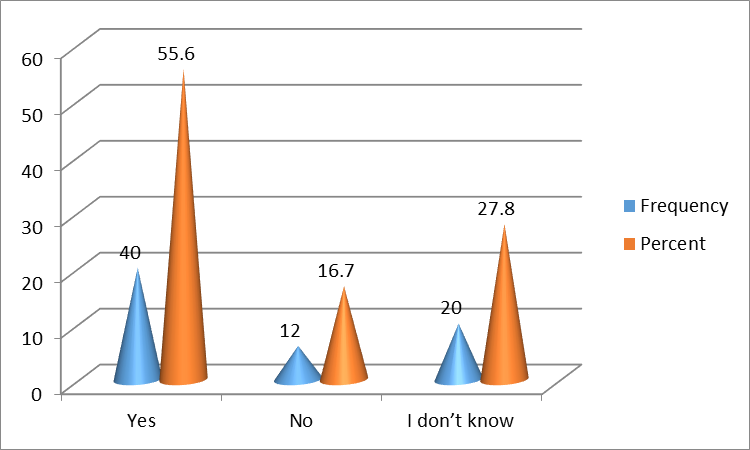 60
50
40
30
20
10
0
55.6
40
16.7
12
27.8
20
Yes
No
I don’t know
Frequency
Percent